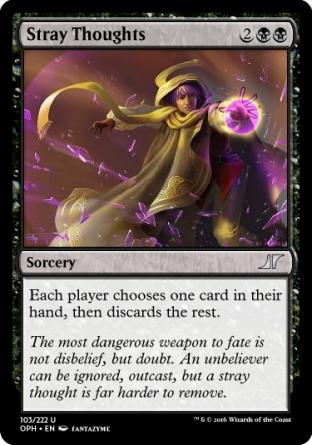 Stray Thoughts 2
Sorcery
Each player chooses one card in their
hand, then discards the rest.
The most dangerous weapon to fate is
not disbelief, but doubt. An unbeliever
can be ignored, outcast, but a stray
thought is far harder to remove.
103/222 U
OPH • EN FANTAZYME
™ & © 2016 Wizards of the Coast